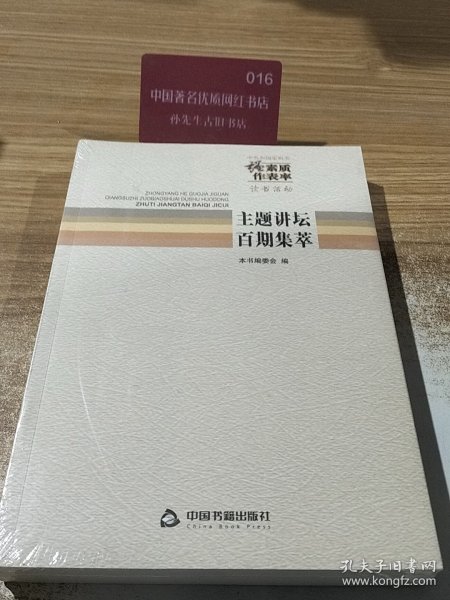 016
中国著名优质网红书店
孙先生古旧书店
中央和国家机关
强素质
作表率
读书活动
ZHONGYANG HE GUOJIA JIGUAN
QIANGSUZHI ZUOBIAOSHUAI DUSHU HUODONG
ZHUTI JIANGTAN BAIQI JICUI
主题讲坛
百期集萃
本书编委会 编
中国书籍出版社
China Book Press
孔夫子旧书网
www.kongfz.com